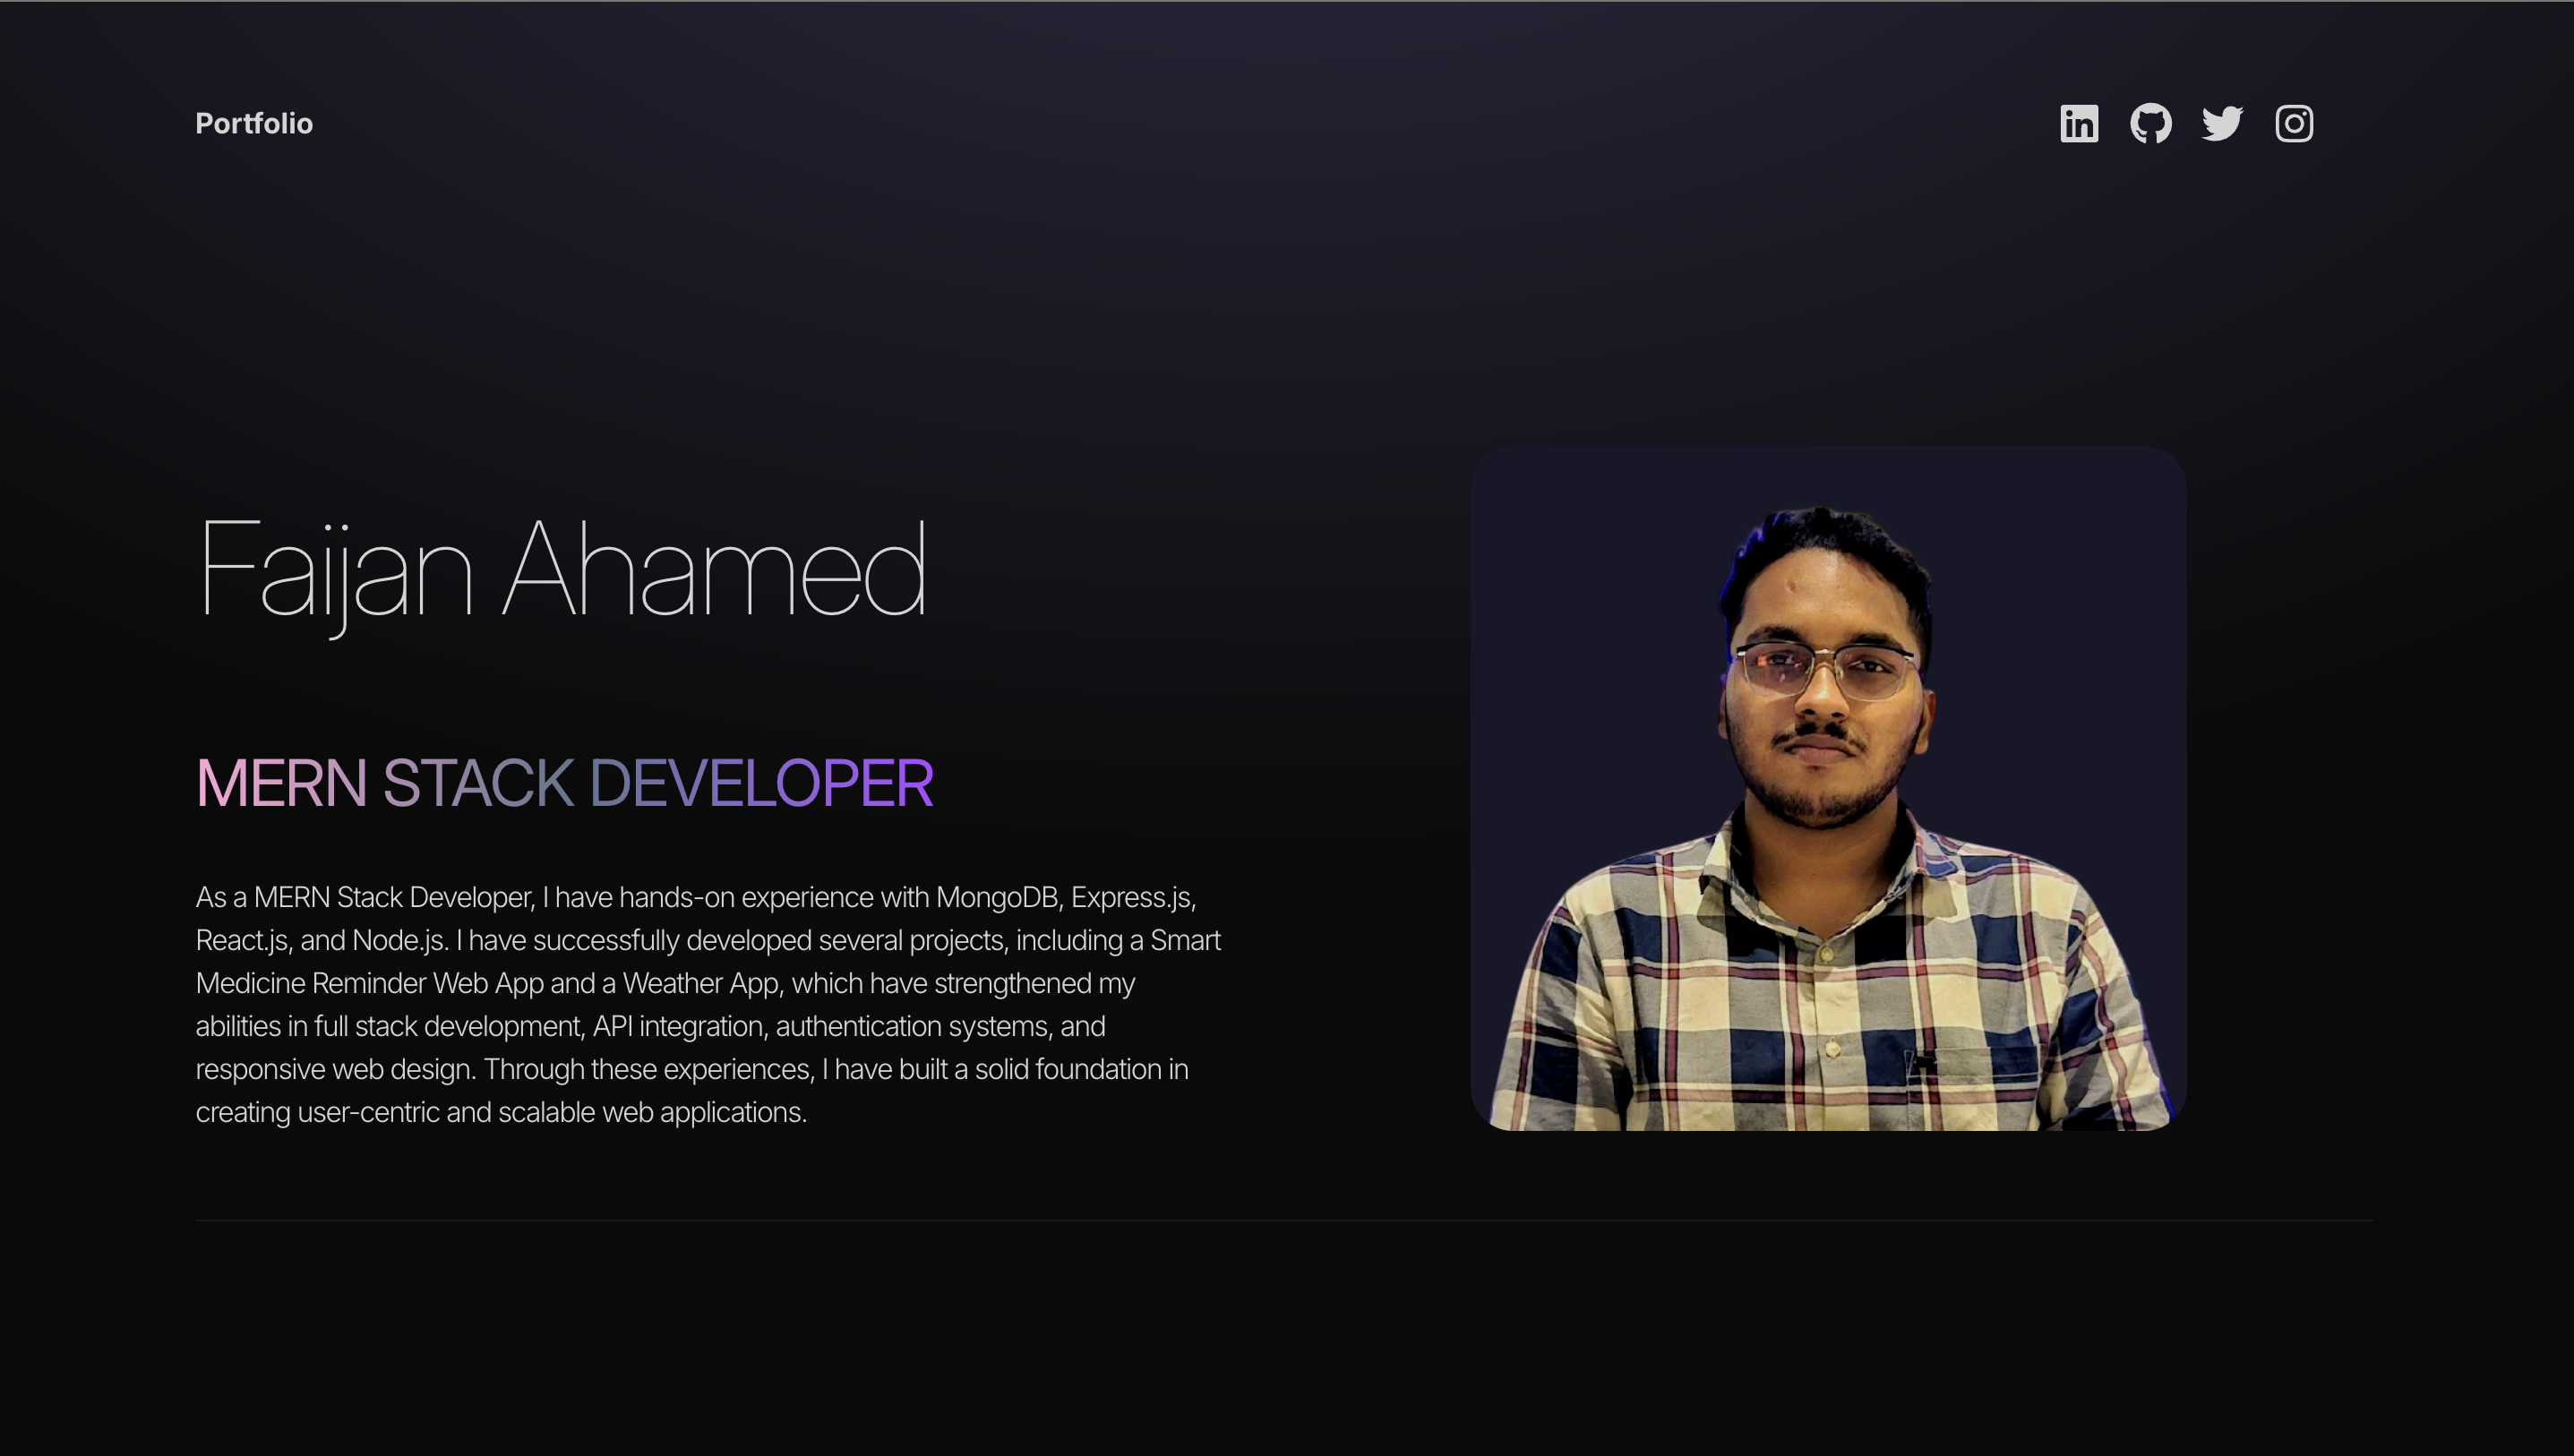 Portfolio
Faijan Ahamed
MERN STACK DEVELOPER
As a MERN Stack Developer, I have hands-on experience with MongoDB, Express.js,
React.js, and Node.js. I have successfully developed several projects, including a Smart
Medicine Reminder Web App and a Weather App, which have strengthened my
abilities in full stack development, API integration, authentication systems, and
responsive web design. Through these experiences, I have built a solid foundation in
creating user-centric and scalable web applications.